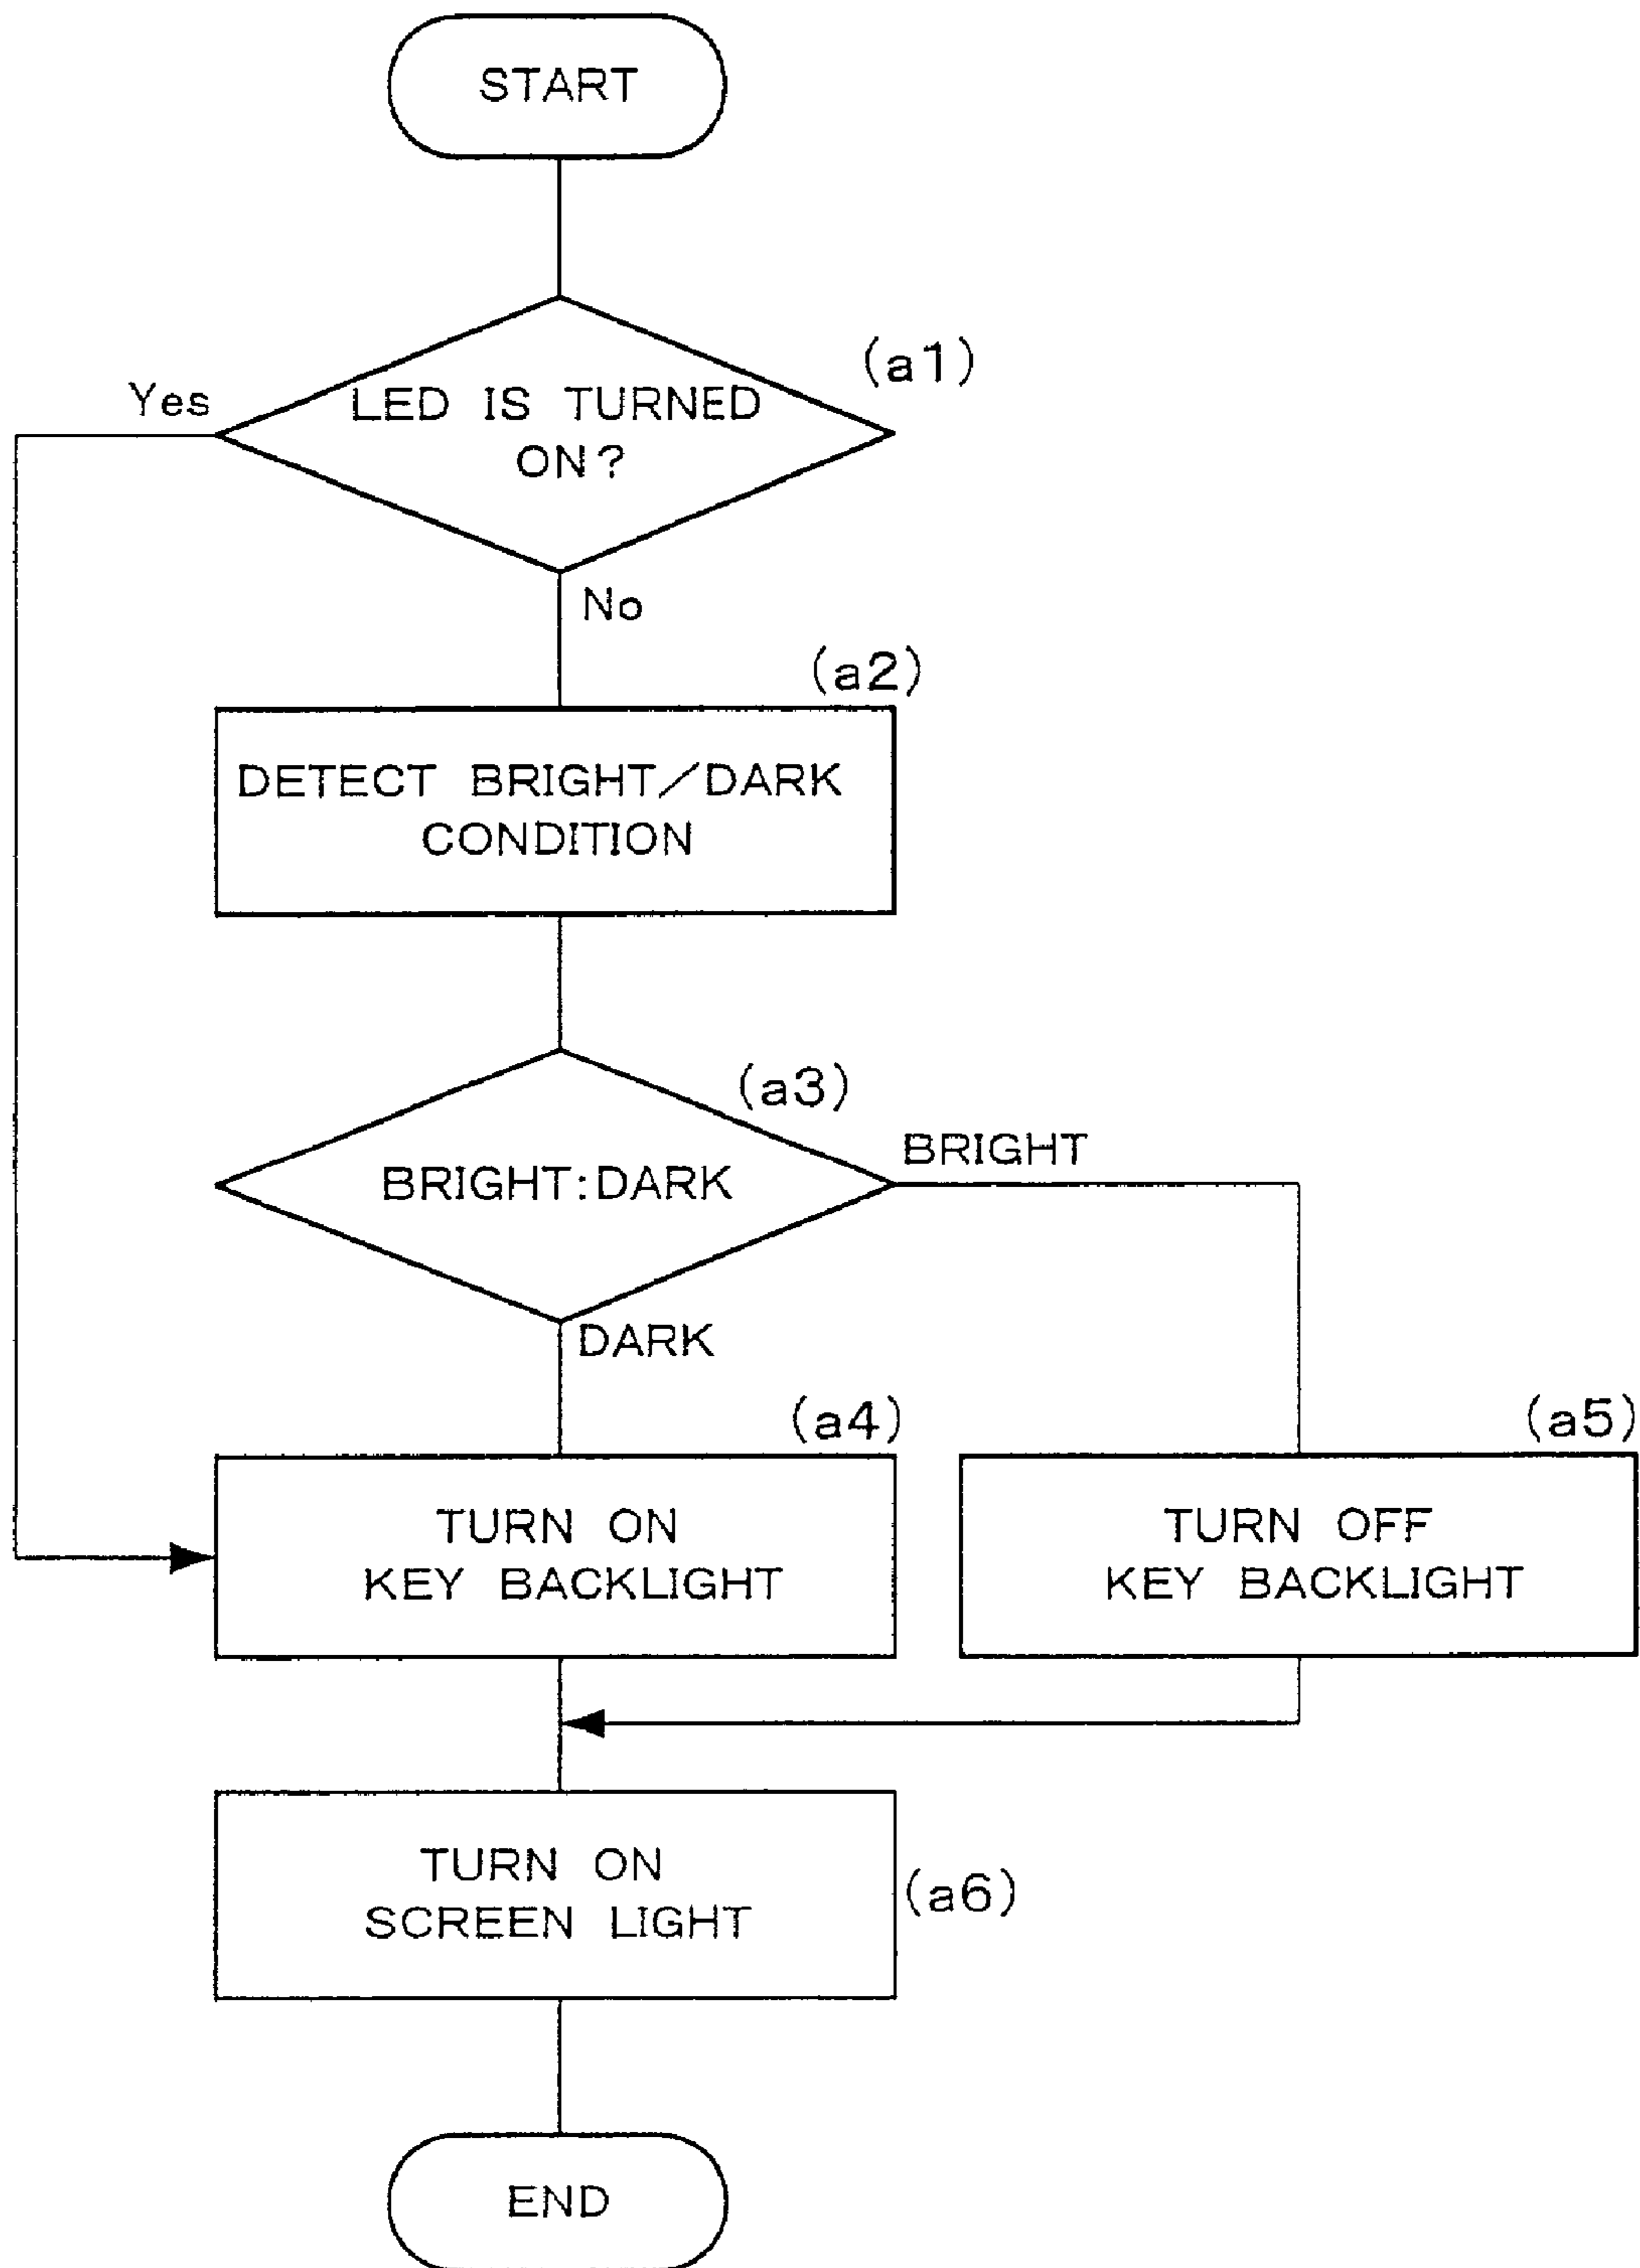 START
(a1)
Yes
LED IS TURNED
ON?
No
(a2)
DETECT BRIGHT/DARK
CONDITION
(a3)
BRIGHT
BRIGHT:DARK
DARK
(a4)
(a5)
TURN ON
KEY BACKLIGHT
TURN OFF
KEY BACKLIGHT
TURN ON
SCREEN LIGHT
(a6)
END